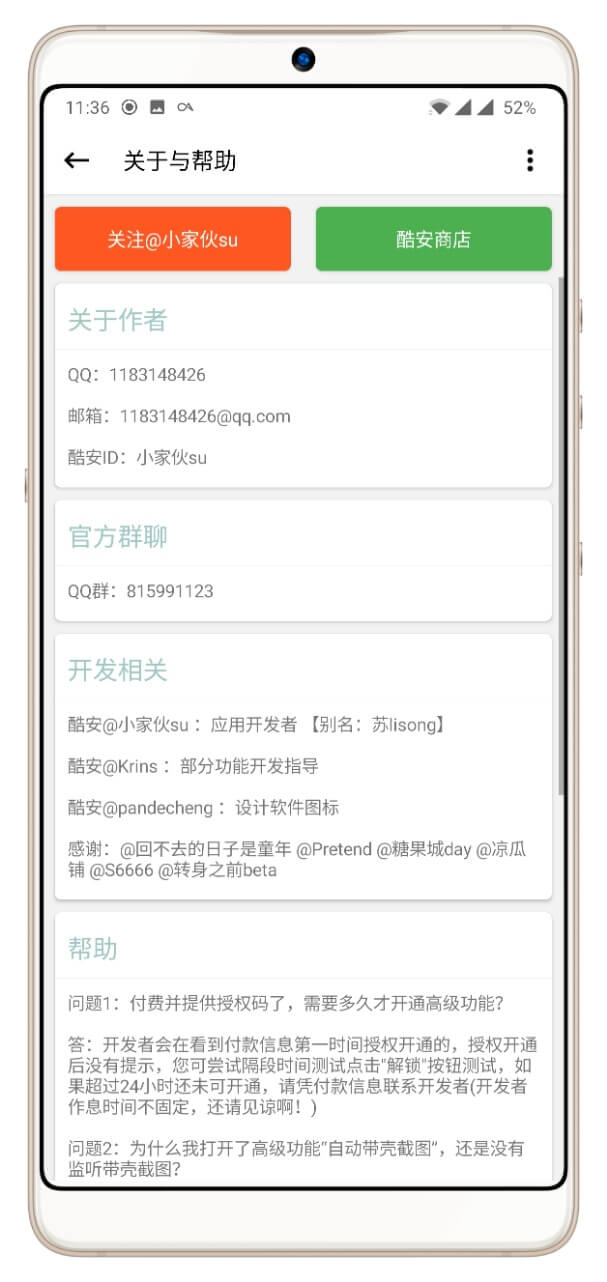 11:36
52%
关于与帮助
关注@小家伙su
酷安商店
关于作者
QQ：1183148426
邮箱：1183148426@qq.com
酷安ID：小家伙su
官方群聊
QQ群：815991123
开发相关
酷安@小家伙su ：应用开发者 【别名：苏lisong】
酷安@Krins ：部分功能开发指导
酷安@pandecheng ：设计软件图标
感谢：@回不去的日子是童年 @Pretend @糖果城day @凉瓜
铺 @S6666 @转身之前beta
帮助
问题1：付费并提供授权码了，需要多久才开通高级功能？
答：开发者会在看到付款信息第一时间授权开通的，授权开通
后没有提示，您可尝试隔段时间测试点击"解锁"按钮测试，如
果超过24小时还未可开通，请凭付款信息联系开发者(开发者
作息时间不固定，还请见谅啊！)
问题2：为什么我打开了高级功能"自动带壳截图"，还是没有
监听带壳截图？